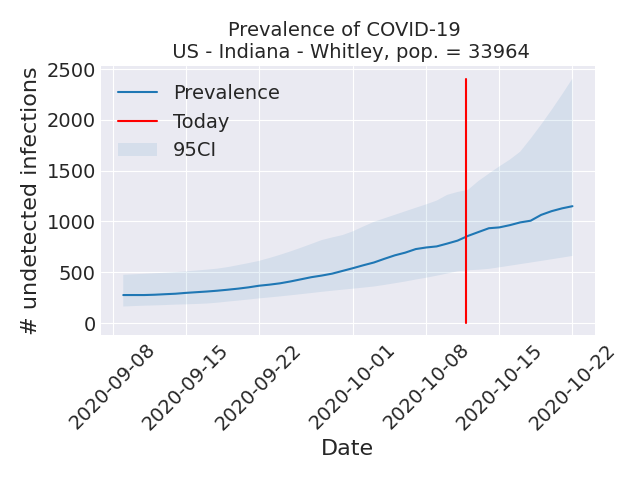 Prevalence of COVID-19
US - Indiana - Whitley, pop. = 33964
# undetected infections
2500
2000
1500
1000
500
0
Prevalence
Today
95CI
2020-09-08
2020-09-15
2020-09-22
2020-10-01
2020-10-08
2020-10-15
2020-10-22
Date